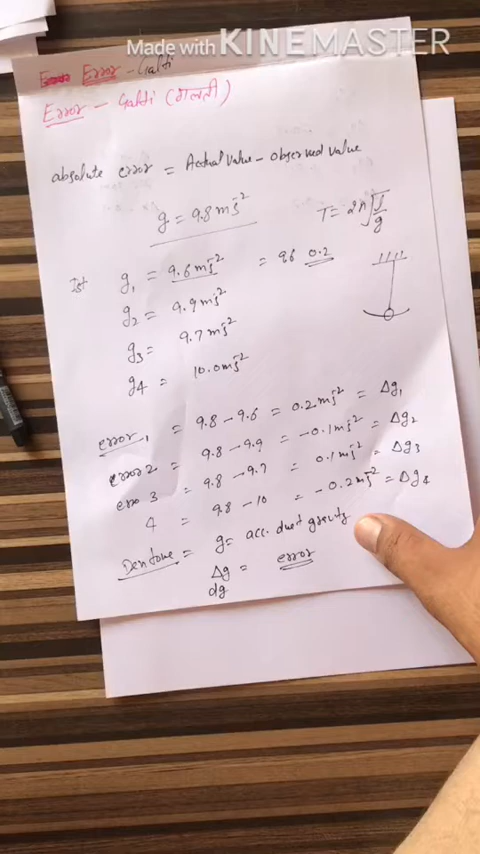 Made with KINEMASTER
Error - Galti
Error - Galti (गलती)
absolute error = Actual value - observed value
g = 9.8 ms⁻²
T = 2π√(l/g)
Ist g₁ = 9.6 ms⁻² = 96 0.2
g₂ = 9.9 ms⁻²
g₃ = 9.7 ms⁻²
g₄ = 10.0 ms⁻²
error₁ = 9.8 - 9.6 = 0.2 ms⁻² = Δg₁
error 2 = 9.8 - 9.9 = -0.1 ms⁻² = Δg₂
erro 3 = 9.8 - 9.7 = 0.1 ms⁻² = Δg₃
4 = 9.8 - 10 = -0.2 ms⁻² = Δg₄
= g = acc. due to gravity
Δg = error
dg